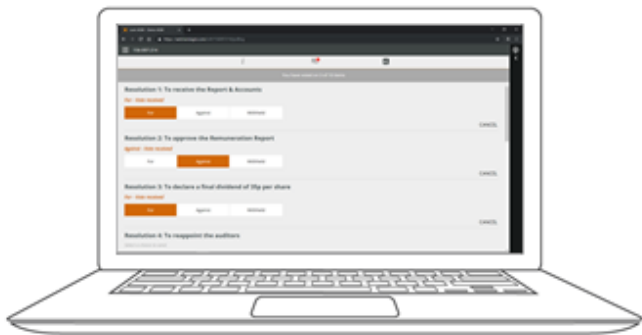 Resolution 1: To receive the Report & Accounts
For - Vote received
For Against Withheld
CANCEL
Resolution 2: To approve the Remuneration Report
Against - Vote received
For Against Withheld
CANCEL
Resolution 3: To declare a final dividend of 35p per share
For - Vote received
For Against Withheld
CANCEL
Resolution 4: To reappoint the auditors